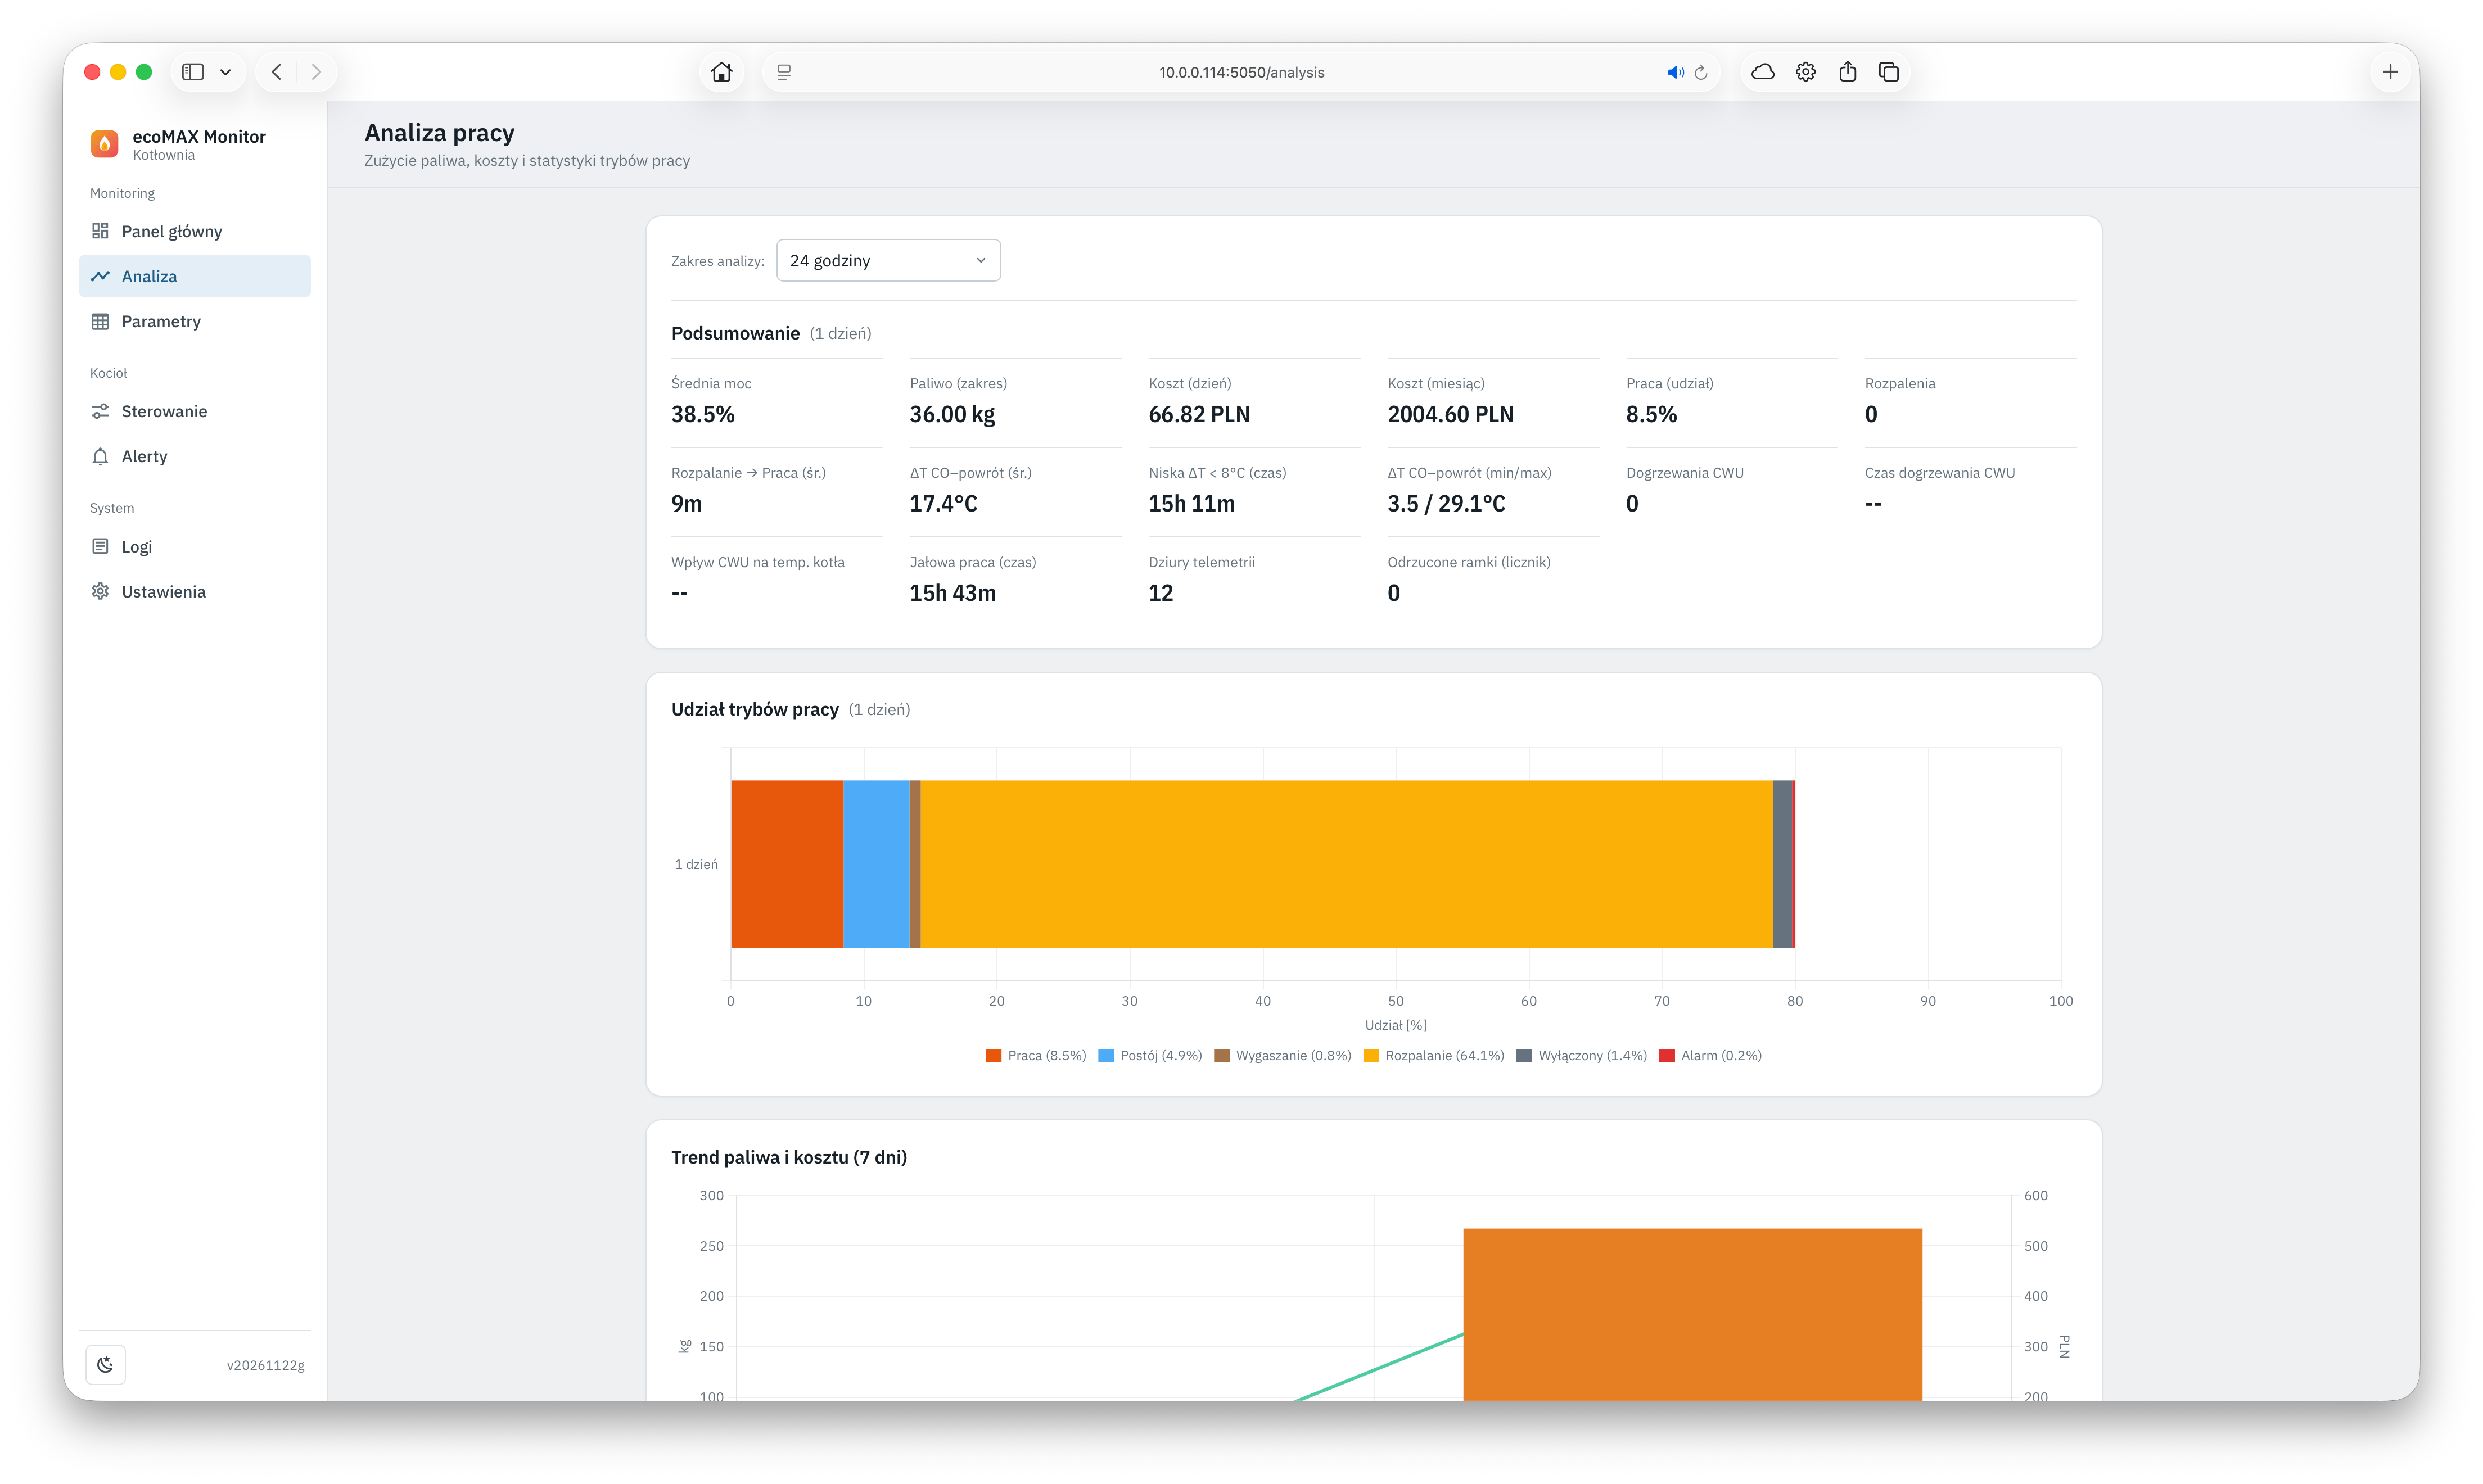 10.0.0.114:5050/analysis
ecoMAX Monitor
Kotłownia
Monitoring
Panel główny
Analiza
Parametry
Kocioł
Sterowanie
Alerty
System
Logi
Ustawienia
v20261122g
Analiza pracy
Zużycie paliwa, koszty i statystyki trybów pracy
Zakres analizy: 24 godziny
Podsumowanie (1 dzień)
Średnia moc Paliwo (zakres) Koszt (dzień) Koszt (miesiąc) Praca (udział) Rozpalenia
38.5% 36.00 kg 66.82 PLN 2004.60 PLN 8.5% 0
Rozpalanie → Praca (śr.) ΔT CO–powrót (śr.) Niska ΔT < 8°C (czas) ΔT CO–powrót (min/max) Dogrzewania CWU Czas dogrzewania CWU
9m 17.4°C 15h 11m 3.5 / 29.1°C 0 --
Wpływ CWU na temp. kotła Jałowa praca (czas) Dziury telemetrii Odrzucone ramki (licznik)
-- 15h 43m 12 0
Udział trybów pracy (1 dzień)
1 dzień
0 10 20 30 40 50 60 70 80 90 100
Udział [%]
Praca (8.5%) Postój (4.9%) Wygaszanie (0.8%) Rozpalanie (64.1%) Wyłączony (1.4%) Alarm (0.2%)
Trend paliwa i kosztu (7 dni)
300 600
250 500
200 400
kg 150 300 PLN
100 200